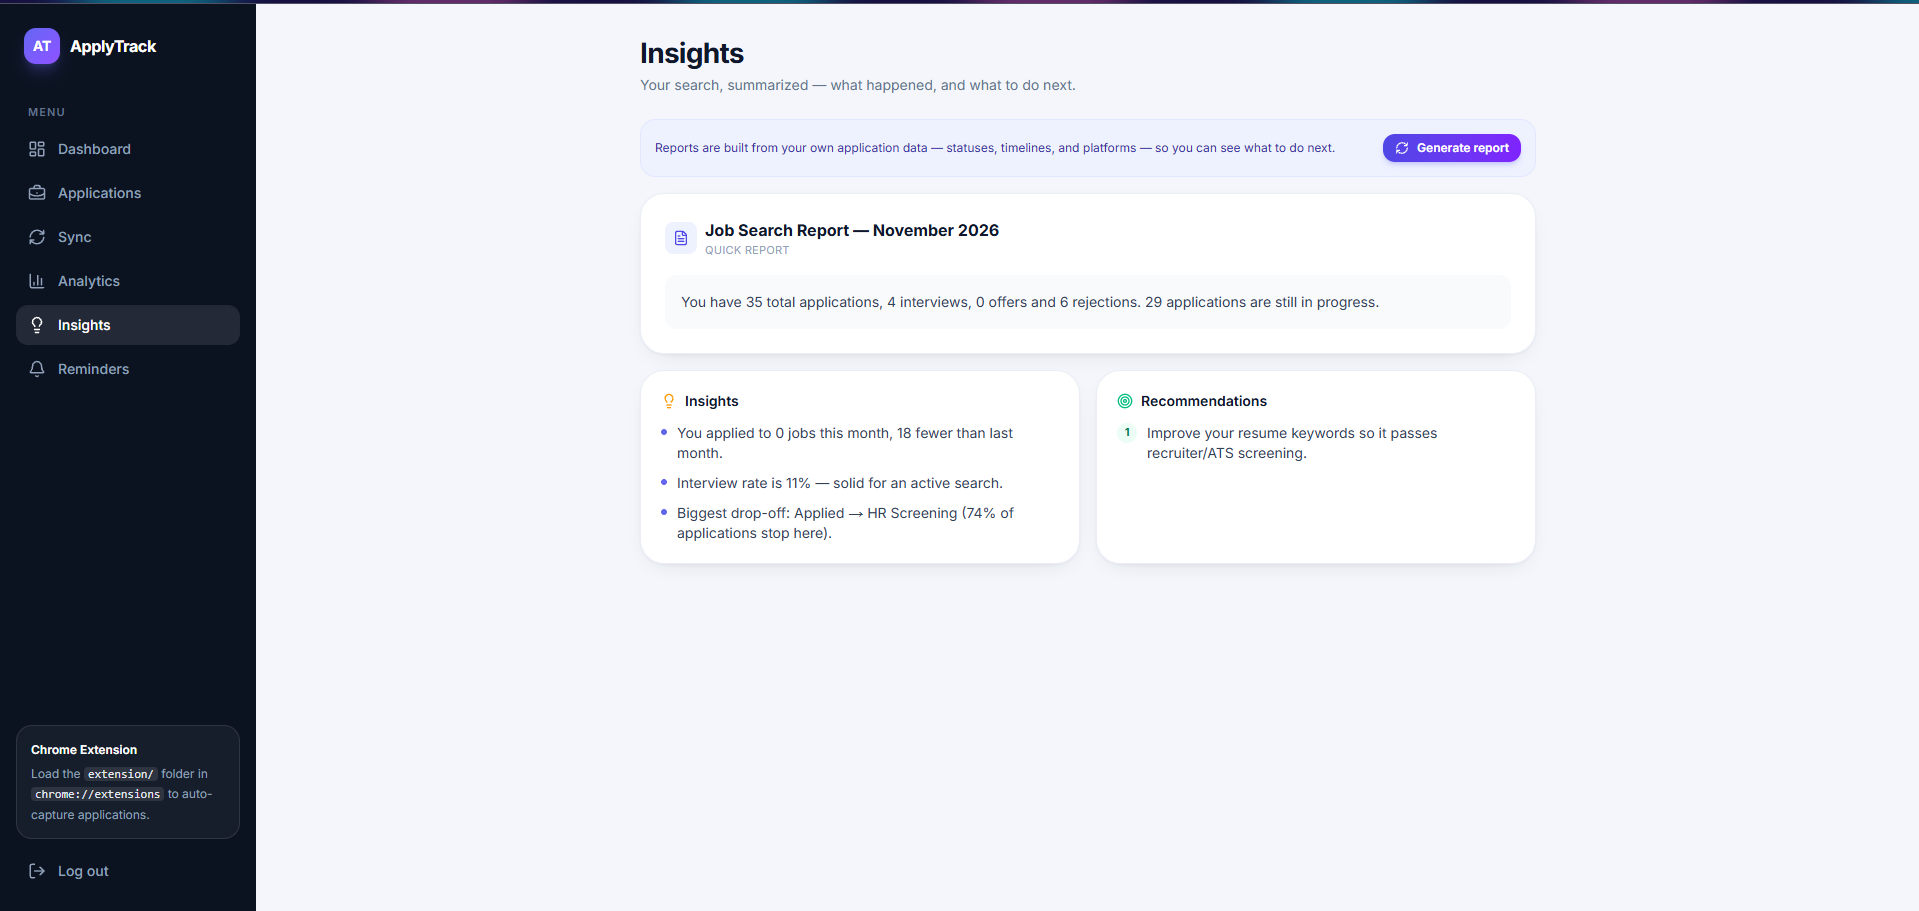 AT
ApplyTrack
MENU
Dashboard
Applications
Sync
Analytics
Insights
Reminders
Chrome Extension
Load the extension/ folder in
chrome://extensions to auto-
capture applications.
Log out
Insights
Your search, summarized — what happened, and what to do next.
Reports are built from your own application data — statuses, timelines, and platforms — so you can see what to do next.
Generate report
Job Search Report — November 2026
QUICK REPORT
You have 35 total applications, 4 interviews, 0 offers and 6 rejections. 29 applications are still in progress.
Insights
You applied to 0 jobs this month, 18 fewer than last
month.
Interview rate is 11% — solid for an active search.
Biggest drop-off: Applied → HR Screening (74% of
applications stop here).
Recommendations
1 Improve your resume keywords so it passes
recruiter/ATS screening.